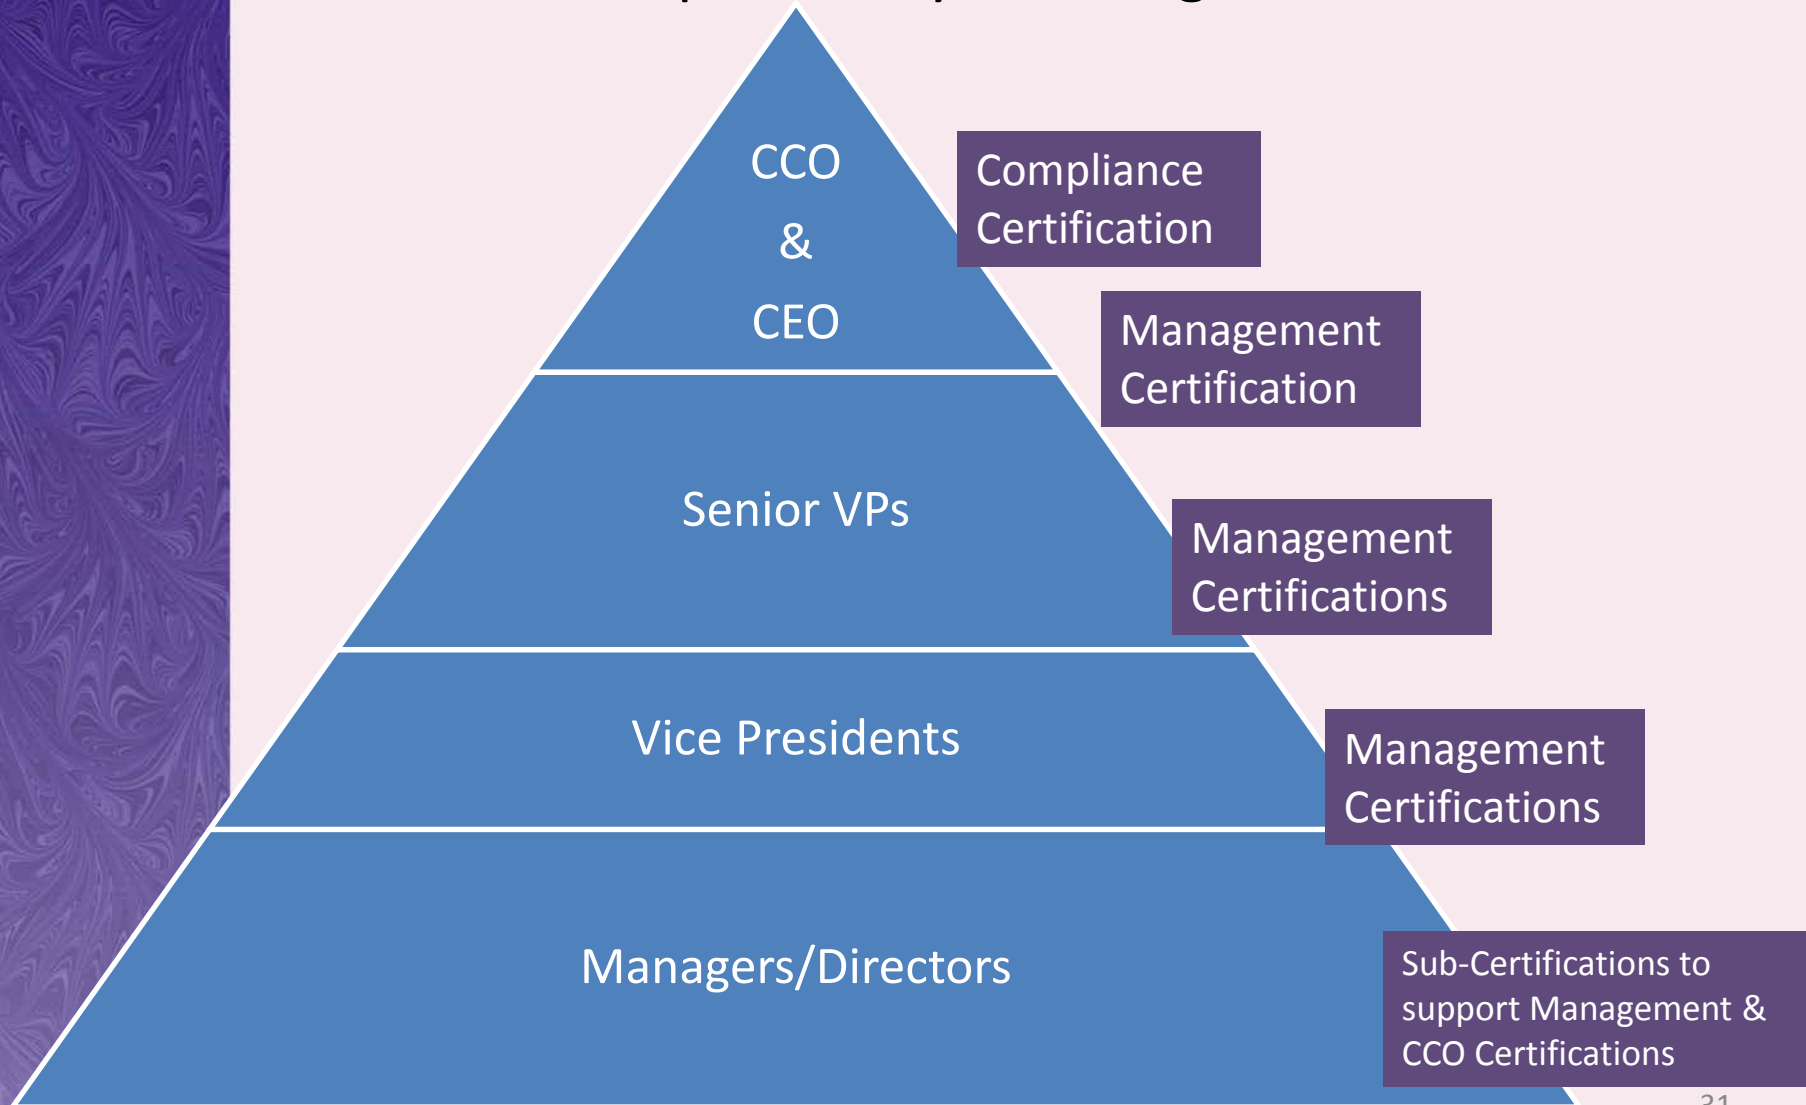 CCO
&
CEO
Compliance
Certification
Management
Certification
Senior VPs
Management
Certifications
Vice Presidents
Management
Certifications
Managers/Directors
Sub-Certifications to
support Management &
CCO Certifications
31